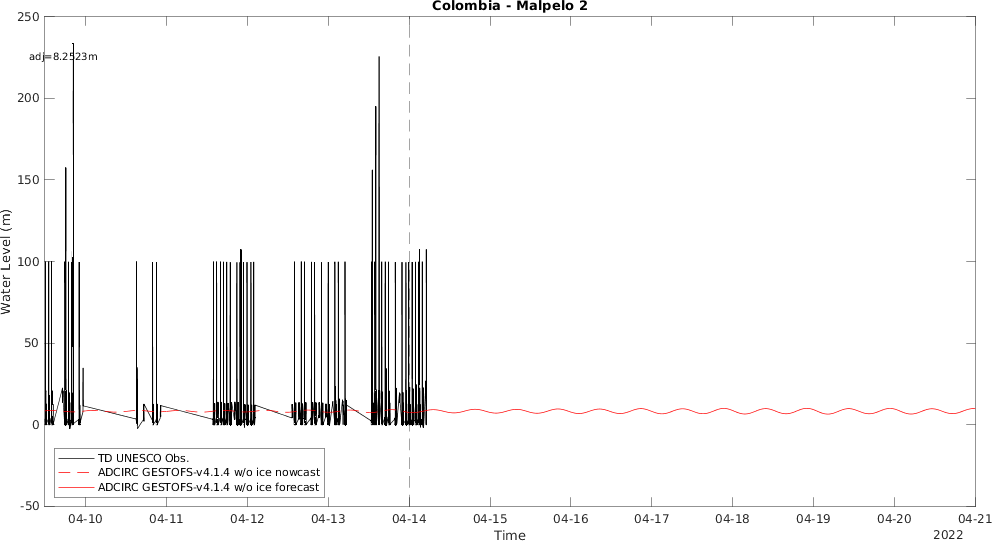 Colombia - Malpelo 2
adj=8.2523m
Water Level (m)
250
200
150
100
50
0
-50
TD UNESCO Obs.
ADCIRC GESTOFS-v4.1.4 w/o ice nowcast
ADCIRC GESTOFS-v4.1.4 w/o ice forecast
04-10 04-11 04-12 04-13 04-14 04-15 04-16 04-17 04-18 04-19 04-20 04-21
Time
2022